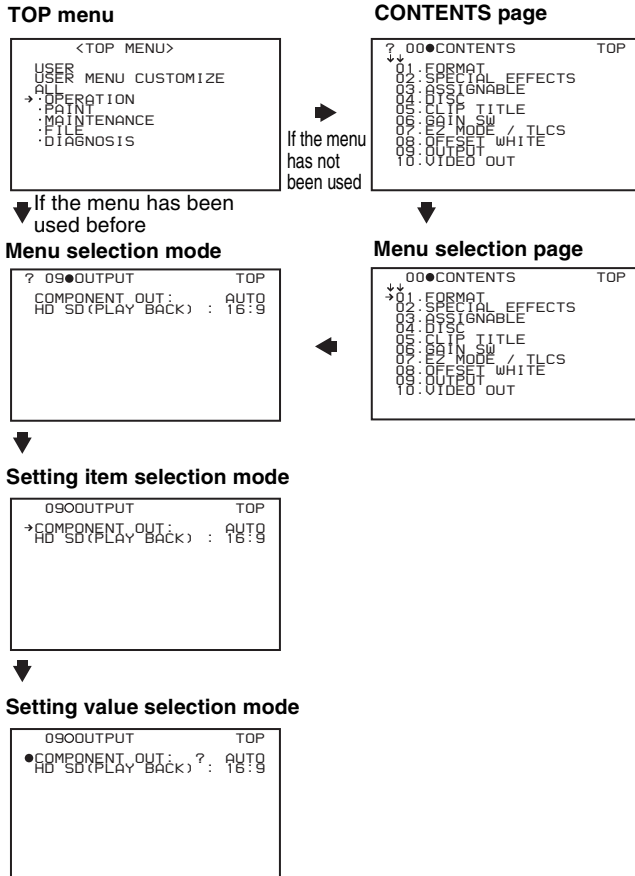 TOP menu
<TOP MENU>
USER
USER MENU CUSTOMIZE
ALL
→·OPERATION
·PAINT
·MAINTENANCE
·FILE
·DIAGNOSIS
If the menu
has not
been used
CONTENTS page
? 00●CONTENTS TOP
↓↓
01.FORMAT
02.SPECIAL EFFECTS
03.ASSIGNABLE
04.DISC
05.CLIP TITLE
06.GAIN SW
07.EZ MODE / TLCS
08.OFFSET WHITE
09.OUTPUT
10.VIDEO OUT
If the menu has been
used before
Menu selection mode
? 09●OUTPUT TOP
COMPONENT OUT: AUTO
HD SD(PLAY BACK) : 16:9
Menu selection page
00●CONTENTS TOP
↓↓
→01.FORMAT
02.SPECIAL EFFECTS
03.ASSIGNABLE
04.DISC
05.CLIP TITLE
06.GAIN SW
07.EZ MODE / TLCS
08.OFFSET WHITE
09.OUTPUT
10.VIDEO OUT
Setting item selection mode
09○OUTPUT TOP
→COMPONENT OUT: AUTO
HD SD(PLAY BACK) : 16:9
Setting value selection mode
09○OUTPUT TOP
●COMPONENT OUT: ? AUTO
HD SD(PLAY BACK) : 16:9